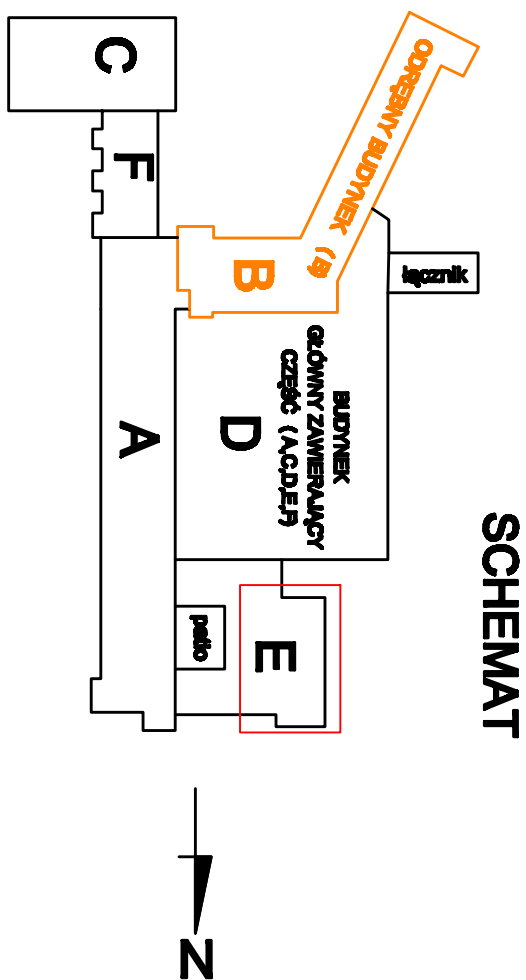 SCHEMAT
ODRĘBNY BUDYNEK (B)
łącznik
C
F
B
BUDYNEK
GŁÓWNY ZAWIERAJĄCY
CZĘŚĆ (A,C,D,E,F)
D
A
E
patio
N